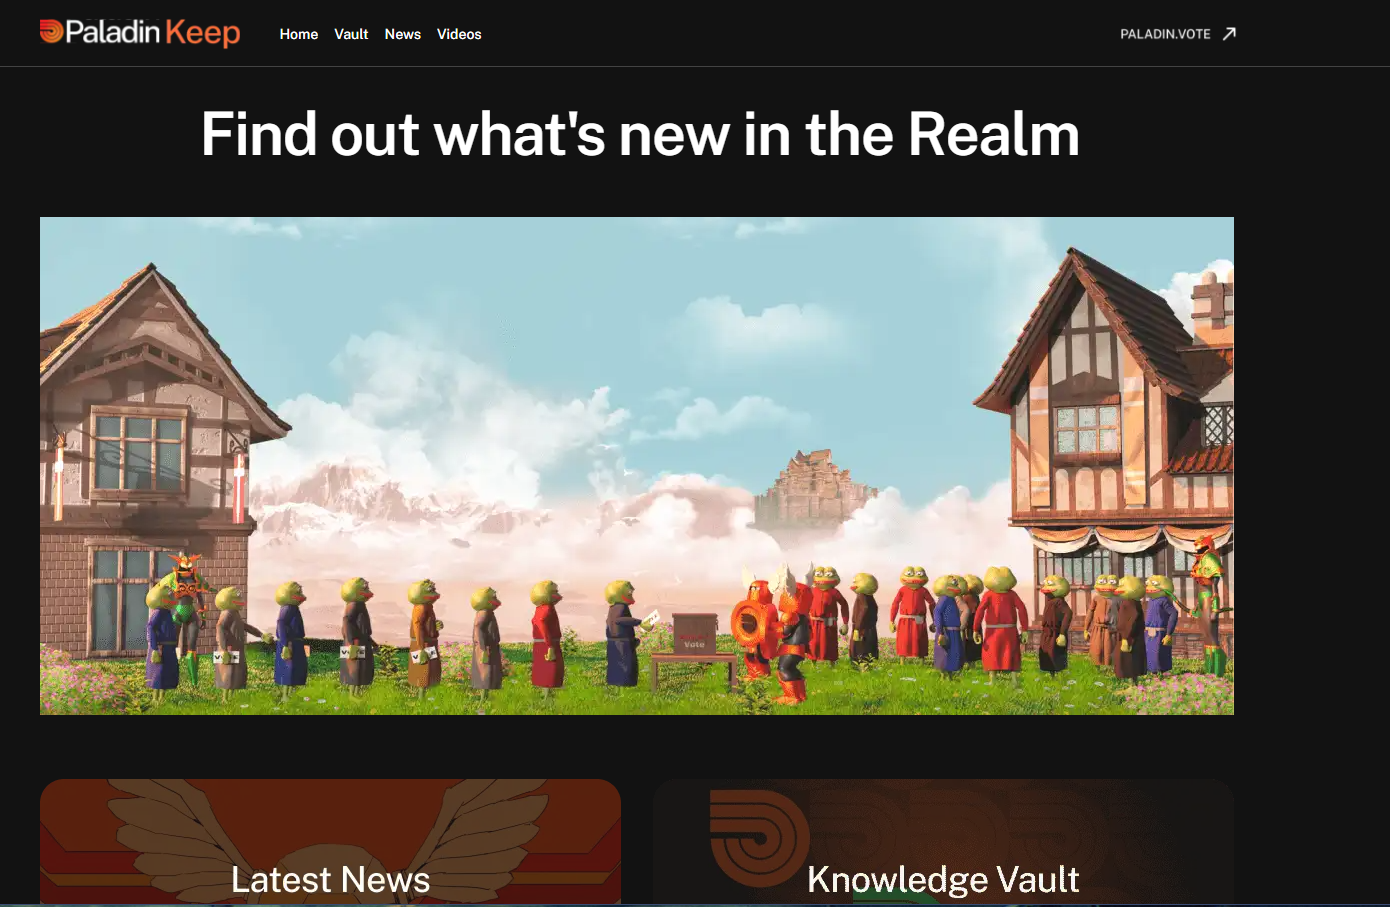 Paladin Keep
Home Vault News Videos
PALADIN.VOTE
Find out what's new in the Realm
Vote
Latest News
Knowledge Vault